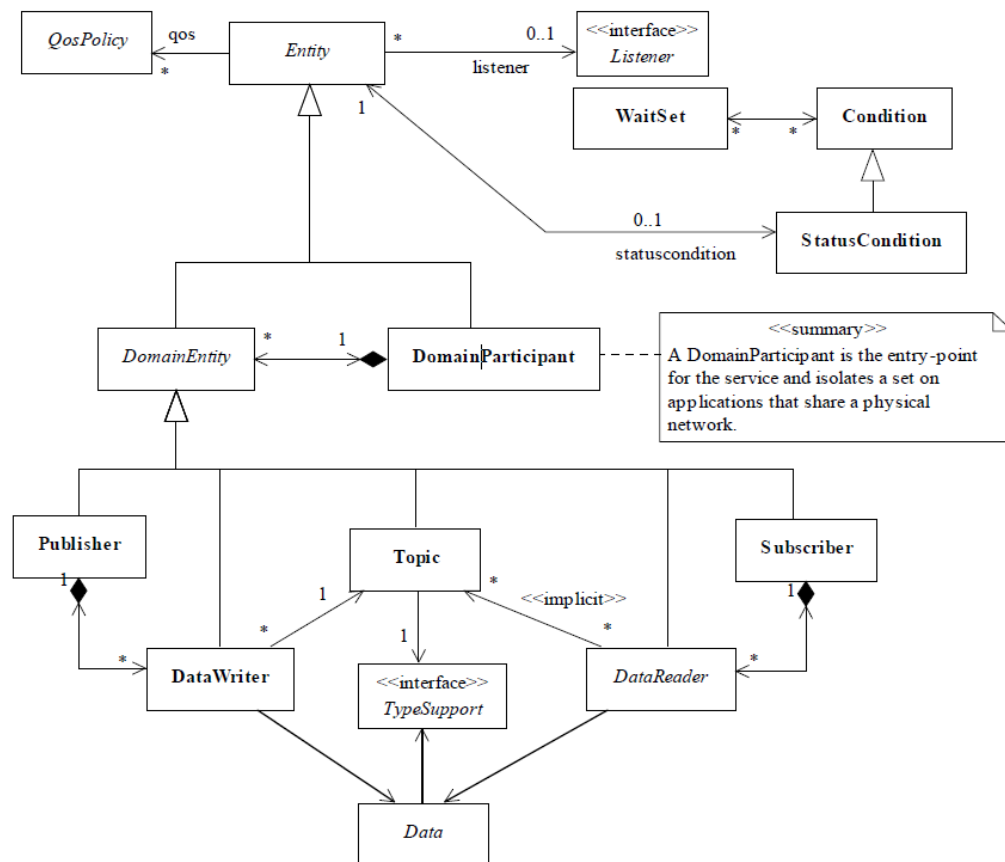 QosPolicy
qos
*
Entity
*
0..1
listener
<<interface>>
Listener
1
WaitSet
*
*
Condition
0..1
statuscondition
StatusCondition
DomainEntity
*
1
DomainParticipant
<<summary>>
A DomainParticipant is the entry-point
for the service and isolates a set on
applications that share a physical
network.
Publisher
1
Topic
Subscriber
1
1
*
<<implicit>>
*
*
*
1
*
DataWriter
<<interface>>
TypeSupport
DataReader
Data